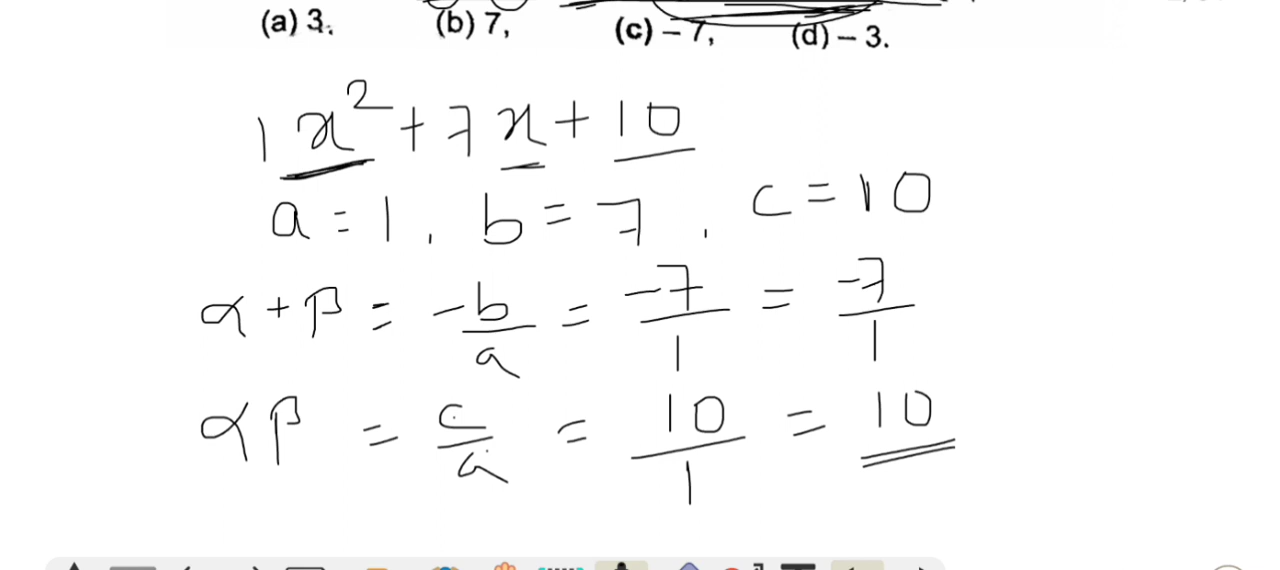 (a) 3. (b) 7, (c) – 7, (d) – 3.
1x² + 7x + 10
a = 1, b = 7, c = 10
α + β = -b/a = -7/1 = -7/1
αβ = c/a = 10/1 = 10